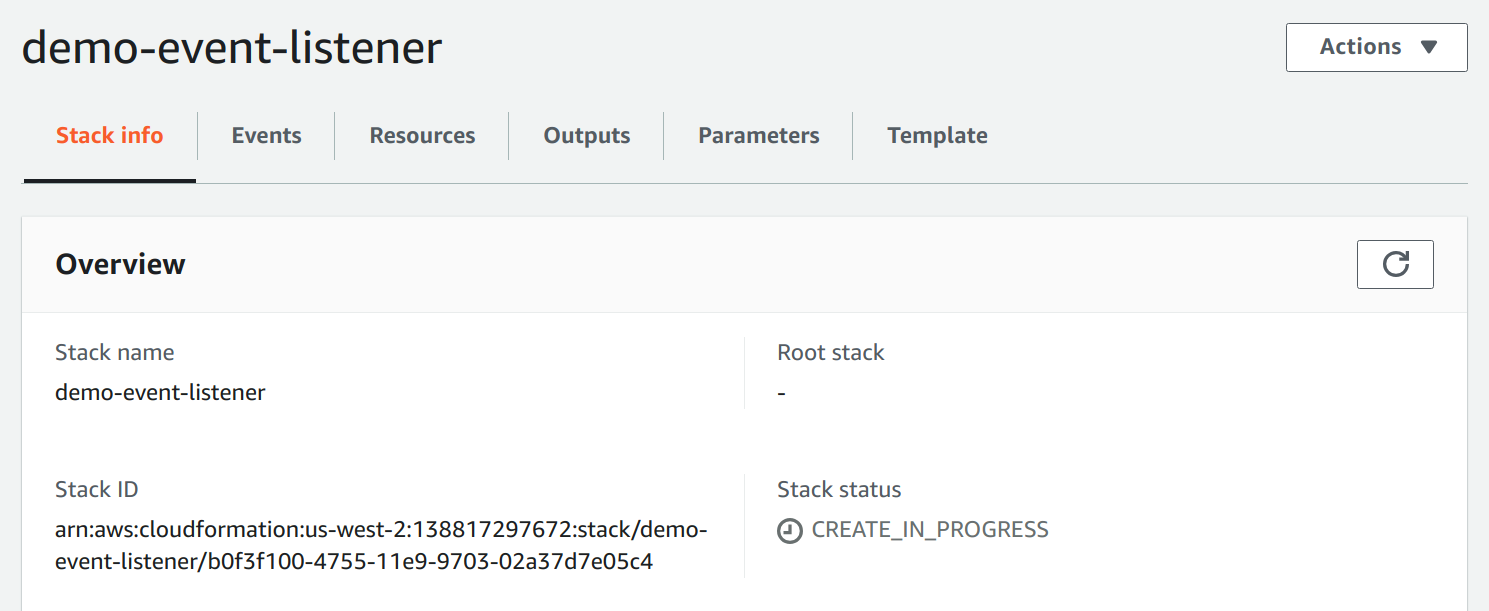 demo-event-listener
Actions
Stack info
Events
Resources
Outputs
Parameters
Template
Overview
Stack name
demo-event-listener
Root stack
-
Stack ID
arn:aws:cloudformation:us-west-2:138817297672:stack/demo-
event-listener/b0f3f100-4755-11e9-9703-02a37d7e05c4
Stack status
CREATE_IN_PROGRESS